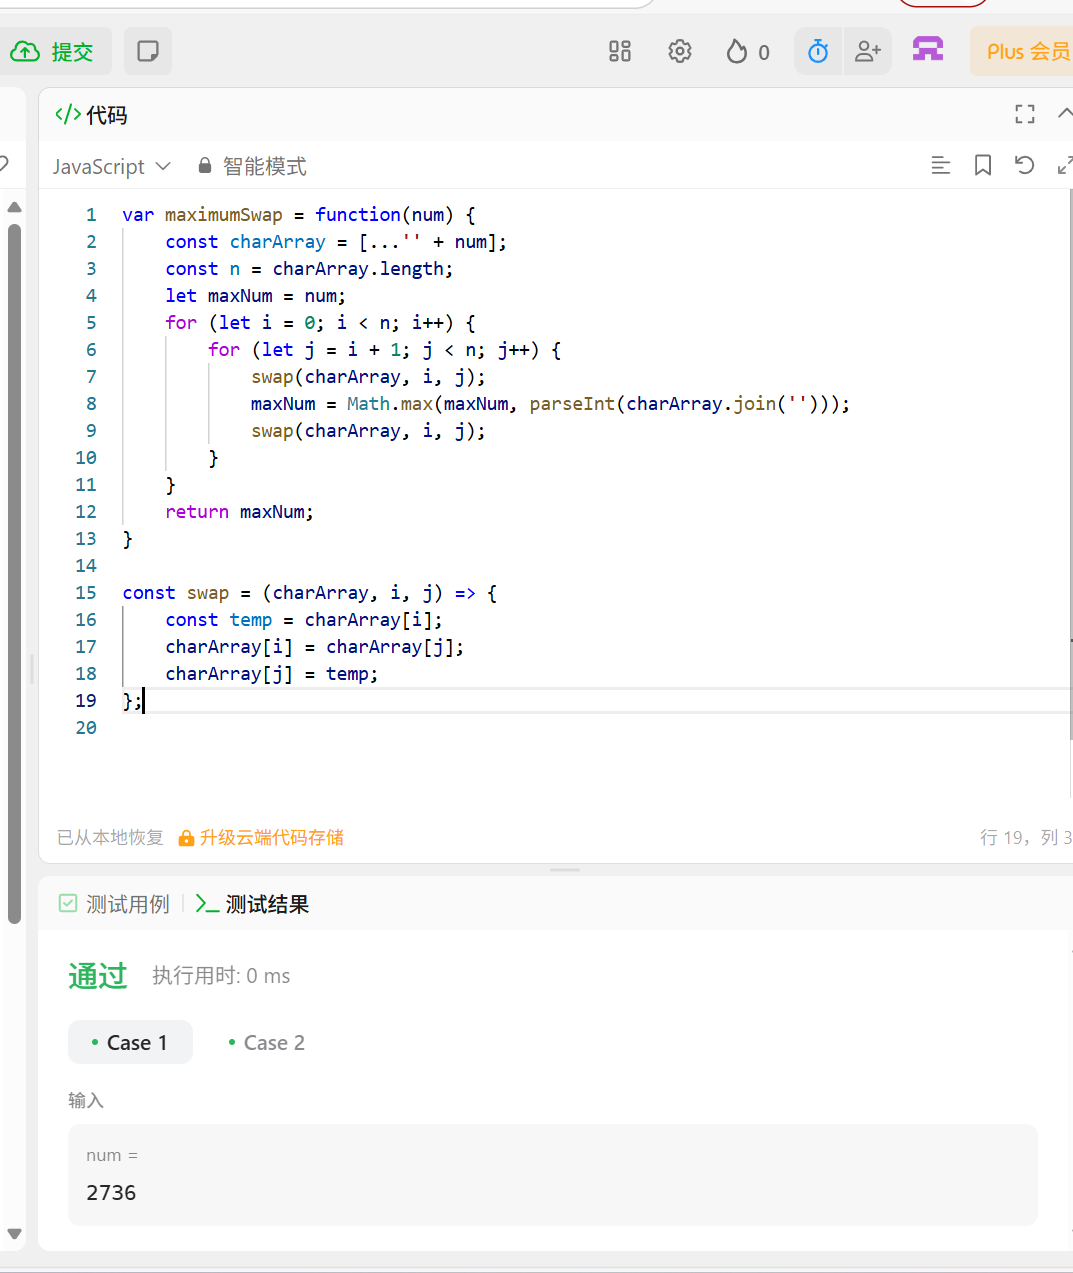 提交
0
Plus 会员
</> 代码
JavaScript 智能模式
1 var maximumSwap = function(num) {
2     const charArray = [...'' + num];
3     const n = charArray.length;
4     let maxNum = num;
5     for (let i = 0; i < n; i++) {
6         for (let j = i + 1; j < n; j++) {
7             swap(charArray, i, j);
8             maxNum = Math.max(maxNum, parseInt(charArray.join('')));
9             swap(charArray, i, j);
10         }
11     }
12     return maxNum;
13 }
14
15 const swap = (charArray, i, j) => {
16     const temp = charArray[i];
17     charArray[i] = charArray[j];
18     charArray[j] = temp;
19 };
20
已从本地恢复 升级云端代码存储 行 19，列 3
测试用例 测试结果
通过 执行用时: 0 ms
Case 1 Case 2
输入
num =
2736